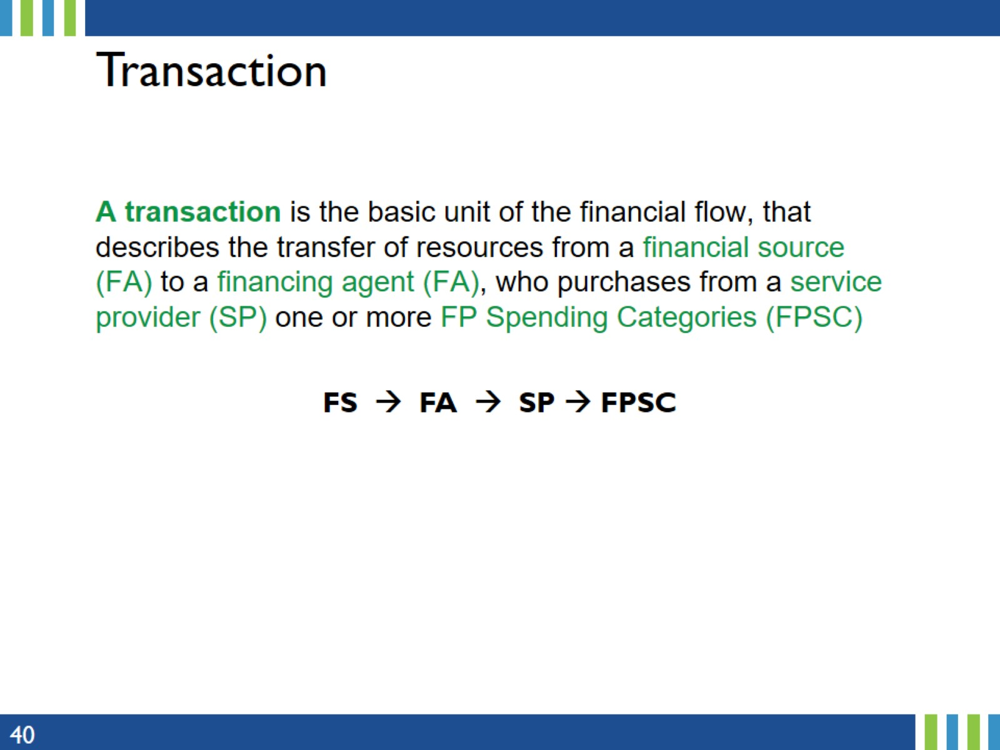 Transaction
A transaction is the basic unit of the financial flow, that
describes the transfer of resources from a financial source
(FA) to a financing agent (FA), who purchases from a service
provider (SP) one or more FP Spending Categories (FPSC)
FS → FA → SP → FPSC
40